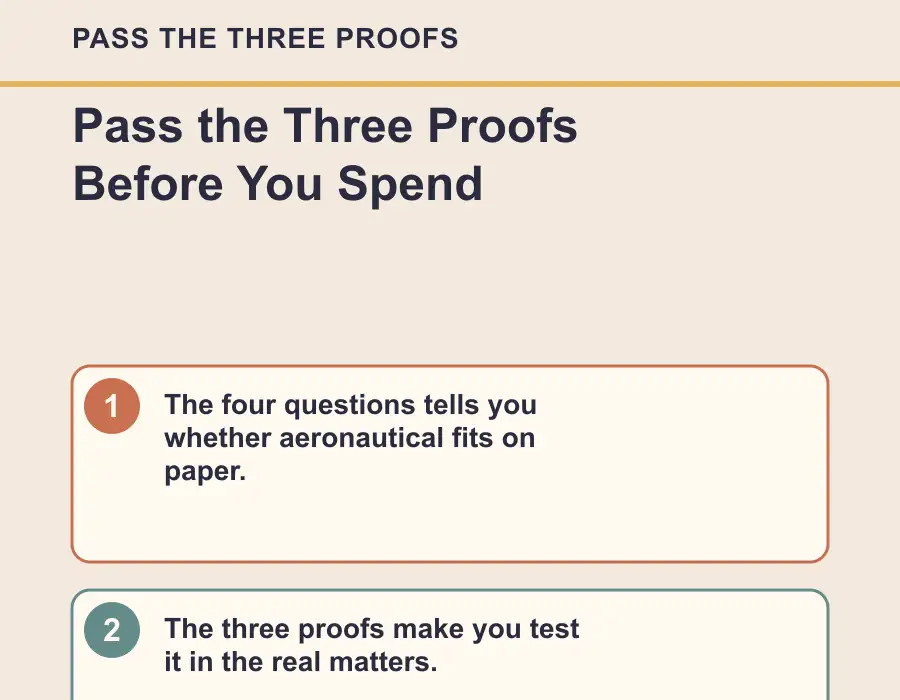 PASS THE THREE PROOFS
Pass the Three Proofs
Before You Spend
1
The four questions tells you
whether aeronautical fits on
paper.
2
The three proofs make you test
it in the real matters.